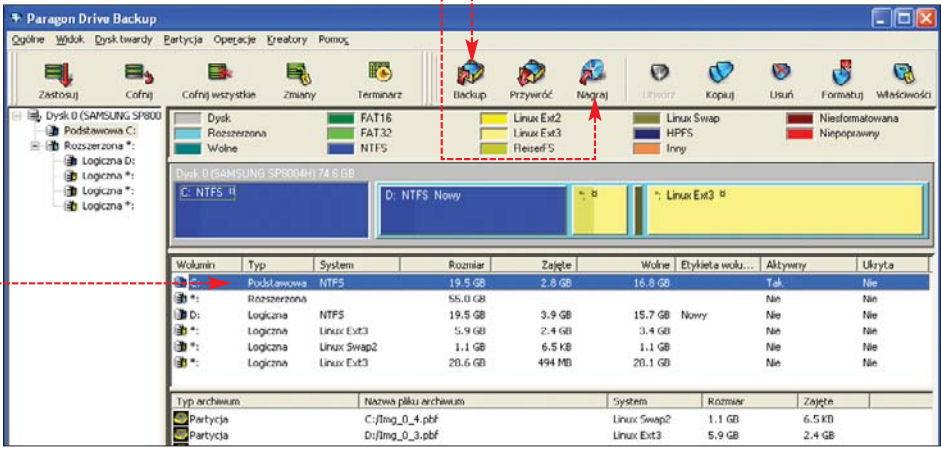 Paragon Drive Backup
Ogólne Widok Dysk twardy Partycja Operacje Kreatory Pomoc
Zastosuj Cofnij Cofnij wszystkie Zmiany Terminarz Backup Przywróć Nagraj Utwórz Kopiuj Usuń Formatuj Właściwości
Dysk 0 (SAMSUNG SP800
Podstawowa C:
Rozszerzona *:
Logiczna D:
Logiczna *:
Logiczna *:
Logiczna *:
Dysk FAT16 Linux Ext2 Linux Swap Niesformatowana
Rozszerzona FAT32 Linux Ext3 HPFS Niepoprawny
Wolne NTFS ReiserFS Inny
Dysk 0 (SAMSUNG SP8004H) 74.6 GB
C: NTFS ¤ D: NTFS Nowy *: ¤ *: Linux Ext3 ¤
Wolumin Typ System Rozmiar Zajęte Wolne Etykieta wolu... Aktywny Ukryta
C: Podstawowa NTFS 19.5 GB 2.8 GB 16.8 GB Tak Nie
*: Rozszerzona 55.0 GB Nie Nie
D: Logiczna NTFS 19.5 GB 3.9 GB 15.7 GB Nowy Nie Nie
*: Logiczna Linux Ext3 5.9 GB 2.4 GB 3.4 GB Nie Nie
*: Logiczna Linux Swap2 1.1 GB 6.5 KB 1.1 GB Nie Nie
*: Logiczna Linux Ext3 28.6 GB 494 MB 28.1 GB Nie Nie
Typ archiwum Nazwa pliku archiwum System Rozmiar Zajęte
Partycja C:/Img_0_4.pbf Linux Swap2 1.1 GB 6.5 KB
Partycja D:/Img_0_3.pbf Linux Ext3 5.9 GB 2.4 GB